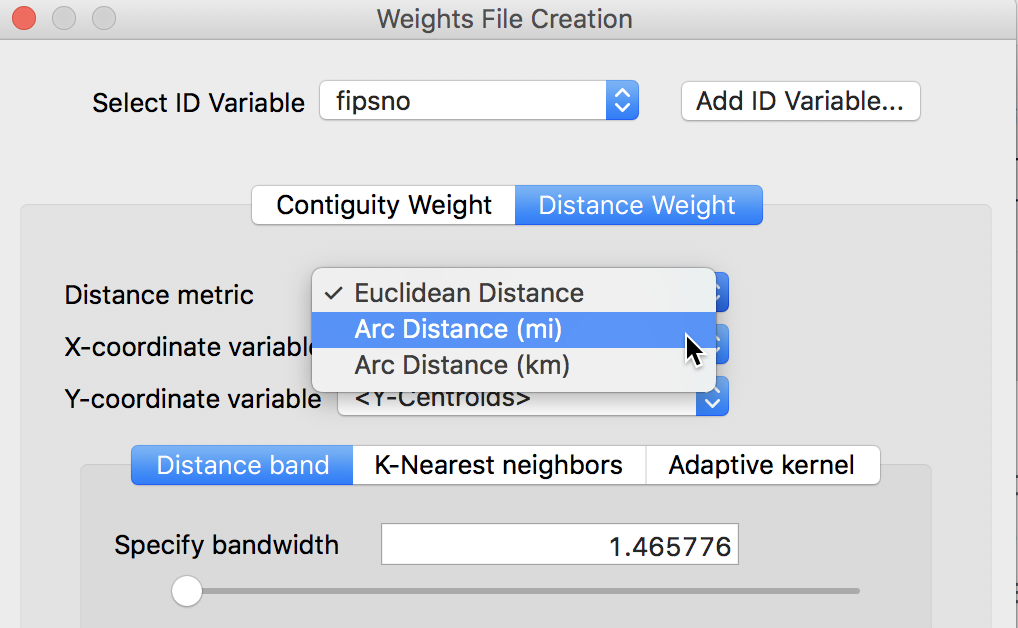 Weights File Creation
Select ID Variable fipsno Add ID Variable...
Contiguity Weight Distance Weight
Distance metric ✓ Euclidean Distance
Arc Distance (mi)
X-coordinate variable
Arc Distance (km)
Y-coordinate variable <Y-Centroids>
Distance band K-Nearest neighbors Adaptive kernel
Specify bandwidth 1.465776